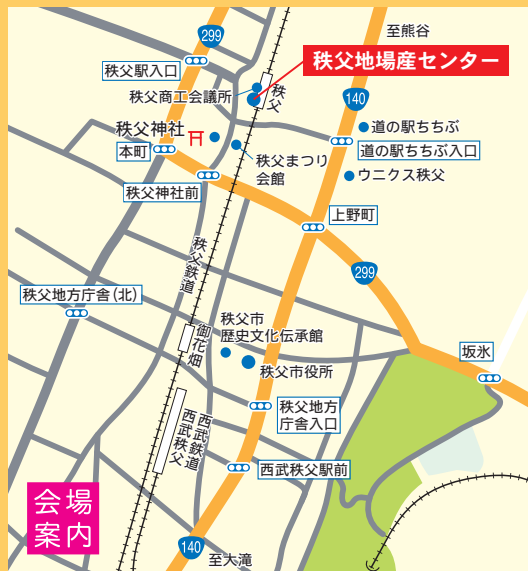 至熊谷
299
秩父駅入口
秩父地場産センター
秩父
秩父商工会議所
140
道の駅ちちぶ
秩父神社
本町
道の駅ちちぶ入口
秩父まつり
会館
ウニクス秩父
秩父神社前
上野町
秩父鉄道
299
秩父地方庁舎(北)
御花畑
秩父市
歴史文化伝承館
坂氷
秩父市役所
秩父地方
庁舎入口
西武鉄道
西武秩父
西武秩父駅前
会場
案内
140
至大滝